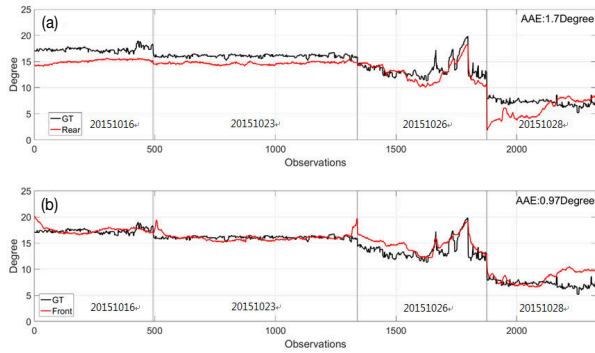 (a)
AAE:1.7Degree
25
20
15
10
5
0
Degree
GT
Rear
20151016↵
20151023↵
20151026↵
20151028↵
0 500 1000 1500 2000
Observations
(b)
AAE:0.97Degree
25
20
15
10
5
0
Degree
GT
Front
20151016↵
20151023↵
20151026↵
20151028↵
0 500 1000 1500 2000
Observations